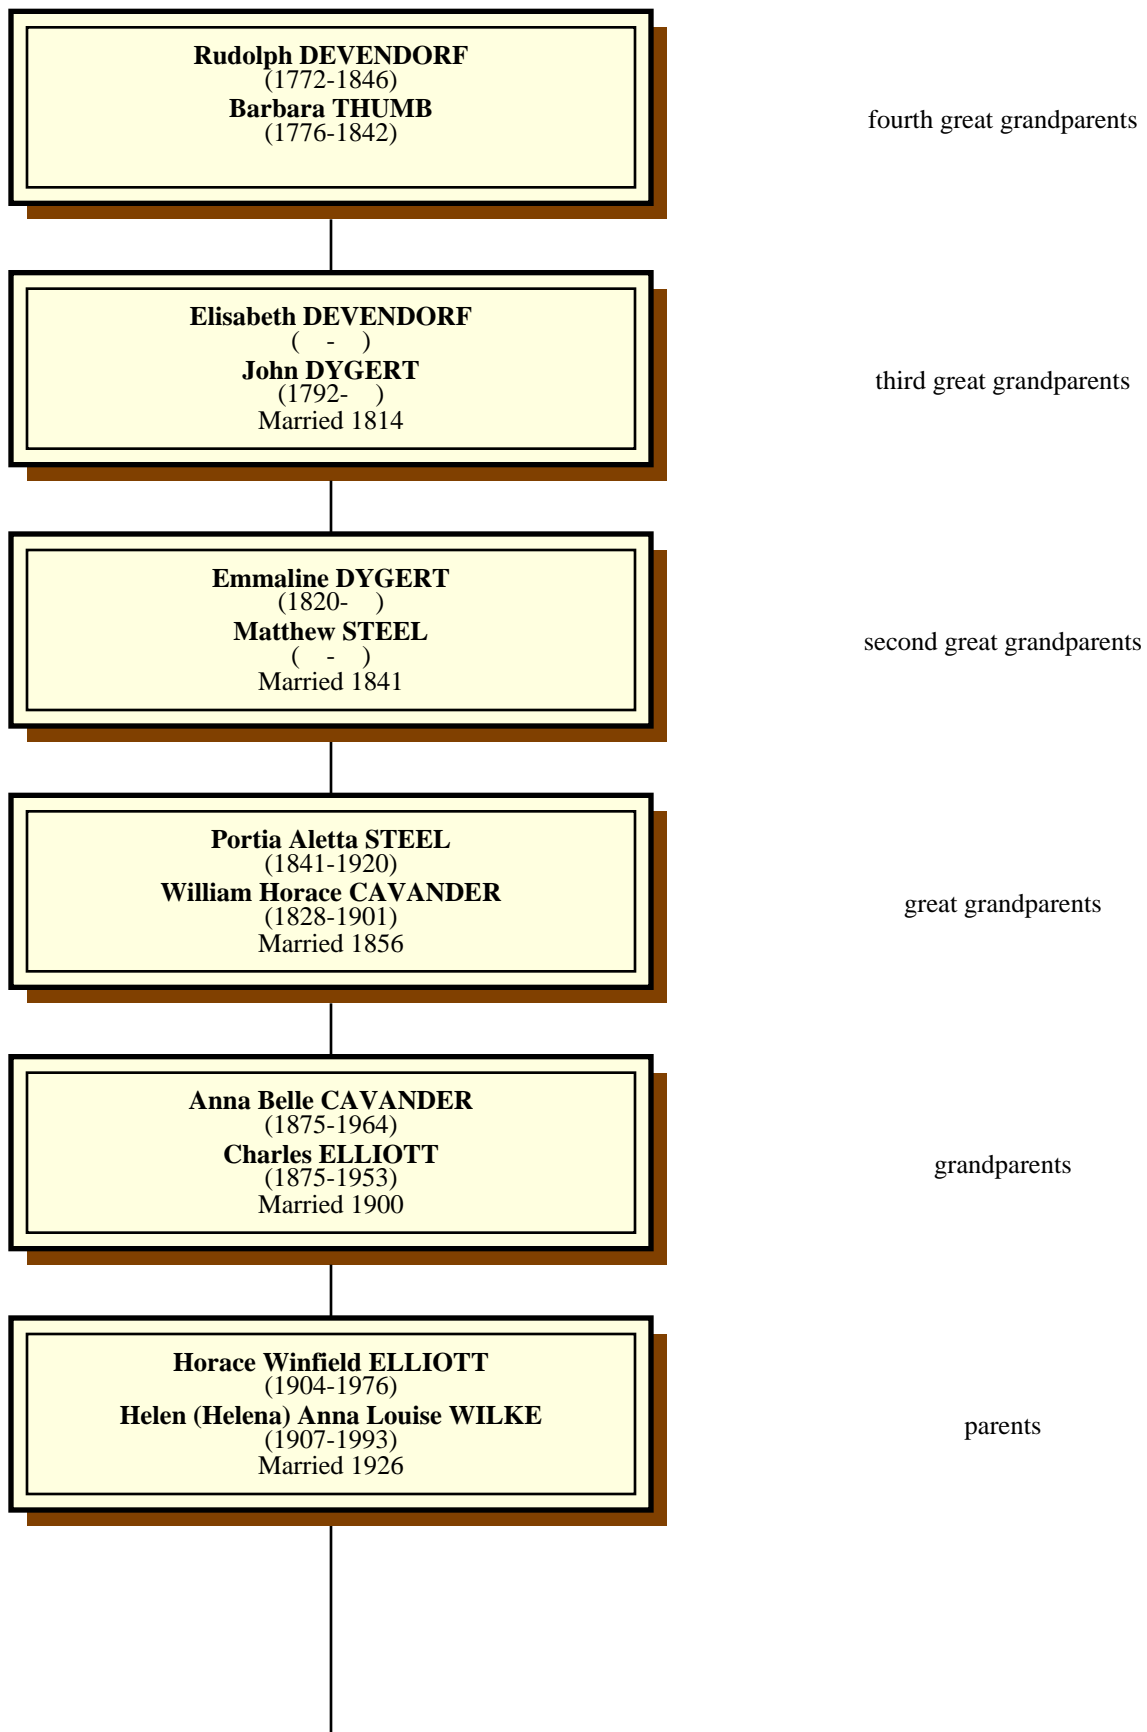 Rudolph DEVENDORF
(1772-1846)
Barbara THUMB
(1776-1842)
fourth great grandparents
Elisabeth DEVENDORF
(    -    )
John DYGERT
(1792-    )
Married 1814
third great grandparents
Emmaline DYGERT
(1820-    )
Matthew STEEL
(    -    )
Married 1841
second great grandparents
Portia Aletta STEEL
(1841-1920)
William Horace CAVANDER
(1828-1901)
Married 1856
great grandparents
Anna Belle CAVANDER
(1875-1964)
Charles ELLIOTT
(1875-1953)
Married 1900
grandparents
Horace Winfield ELLIOTT
(1904-1976)
Helen (Helena) Anna Louise WILKE
(1907-1993)
Married 1926
parents